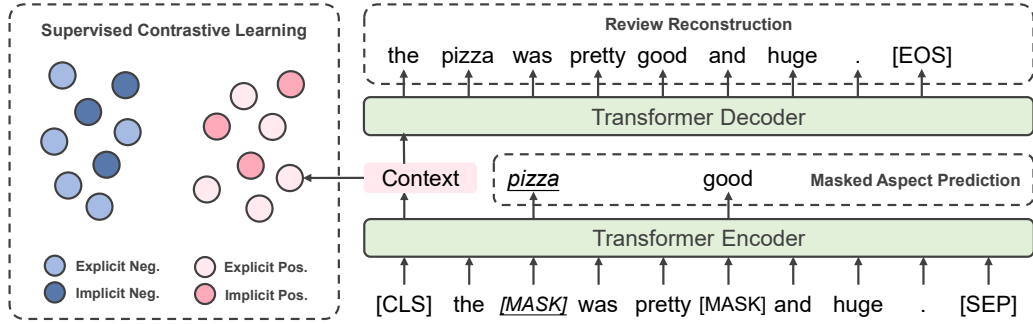 Supervised Contrastive Learning
Explicit Neg.
Explicit Pos.
Implicit Neg.
Implicit Pos.
Review Reconstruction
the pizza was pretty good and huge . [EOS]
Transformer Decoder
Context
pizza good
Masked Aspect Prediction
Transformer Encoder
[CLS] the [MASK] was pretty [MASK] and huge . [SEP]